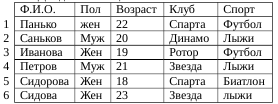 Ф.И.О. Пол Возраст Клуб Спорт
1 Панько жен 22 Спарта Футбол
2 Саньков Муж 20 Динамо Лыжи
3 Иванова Жен 19 Ротор Футбол
4 Петров Муж 21 Звезда Лыжи
5 Сидорова Жен 18 Спарта Биатлон
6 Сидова Жен 23 Звезда лыжи